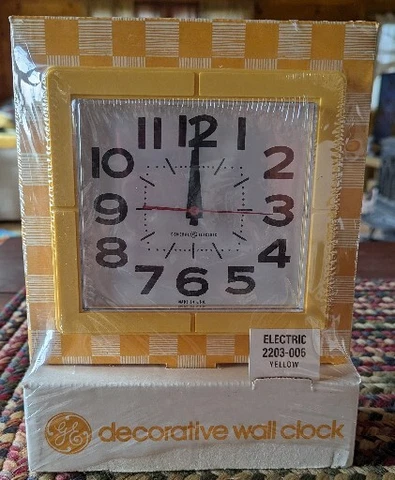 11 12 1
10 2
9 3
8 4
7 6 5
GENERAL ELECTRIC
ELECTRIC
2203-006
YELLOW
GE decorative wall clock